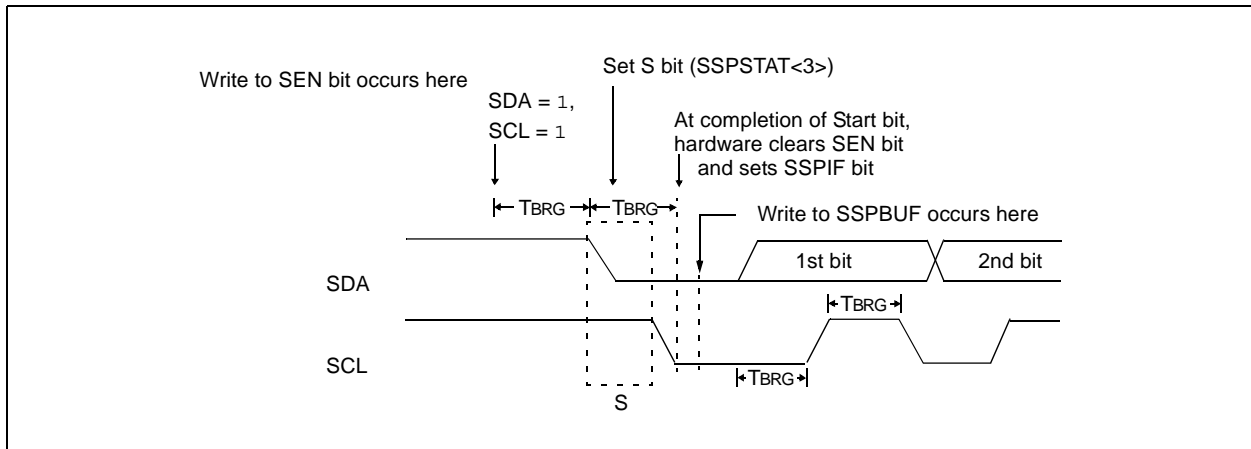 Write to SEN bit occurs here
SDA = 1,
SCL = 1
Set S bit (SSPSTAT<3>)
At completion of Start bit,
hardware clears SEN bit
and sets SSPIF bit
TBRG
TBRG
Write to SSPBUF occurs here
SDA
1st bit
2nd bit
TBRG
SCL
TBRG
S